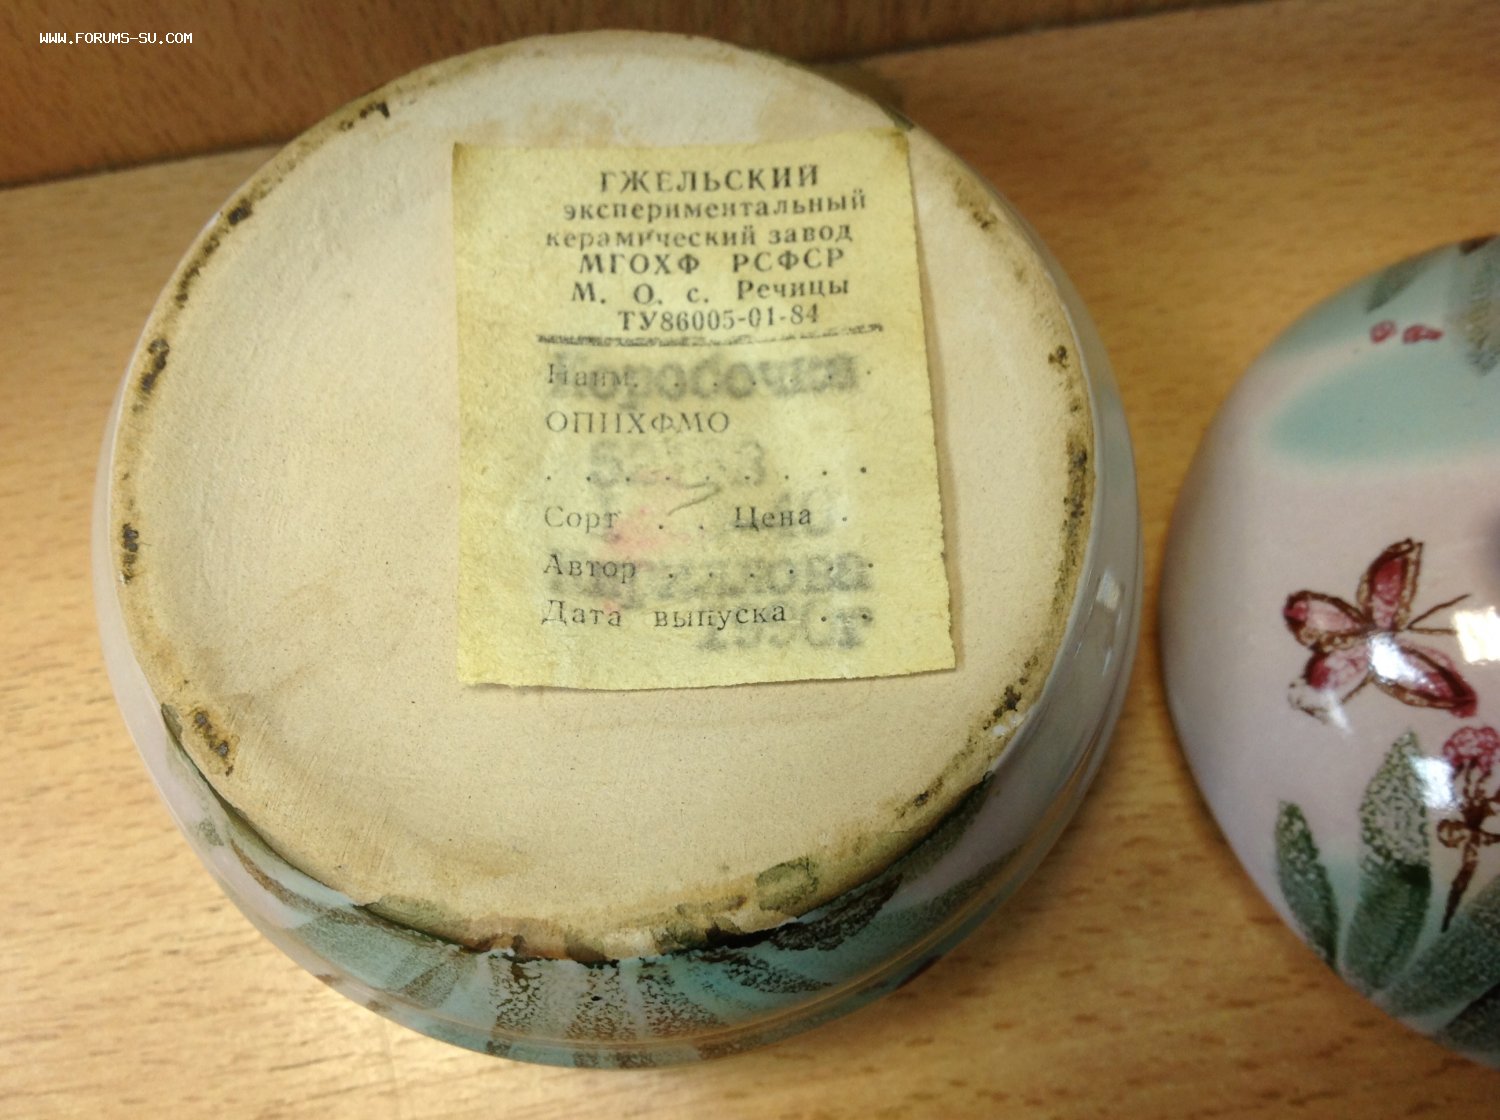 WWW.FORUMS-SU.COM
ГЖЕЛЬСКИЙ
экспериментальный
керамический завод
МГОХФ РСФСР
М. О. с. Речицы
ТУ86005-01-84
Наим. Коробочка
ОПНХФМО
Сорт . . Цена .
Автор . . . . . .
Дата выпуска . .